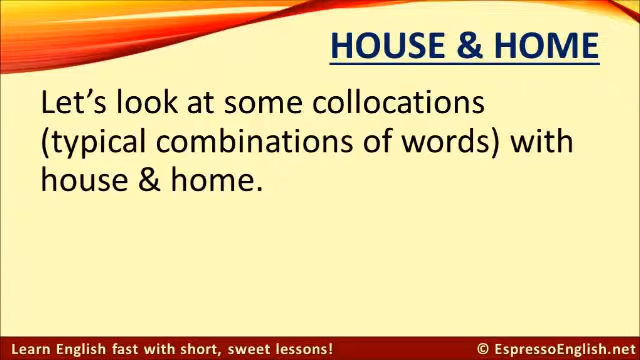 HOUSE & HOME
Let’s look at some collocations
(typical combinations of words) with
house & home.
Learn English fast with short, sweet lessons!
© EspressoEnglish.net